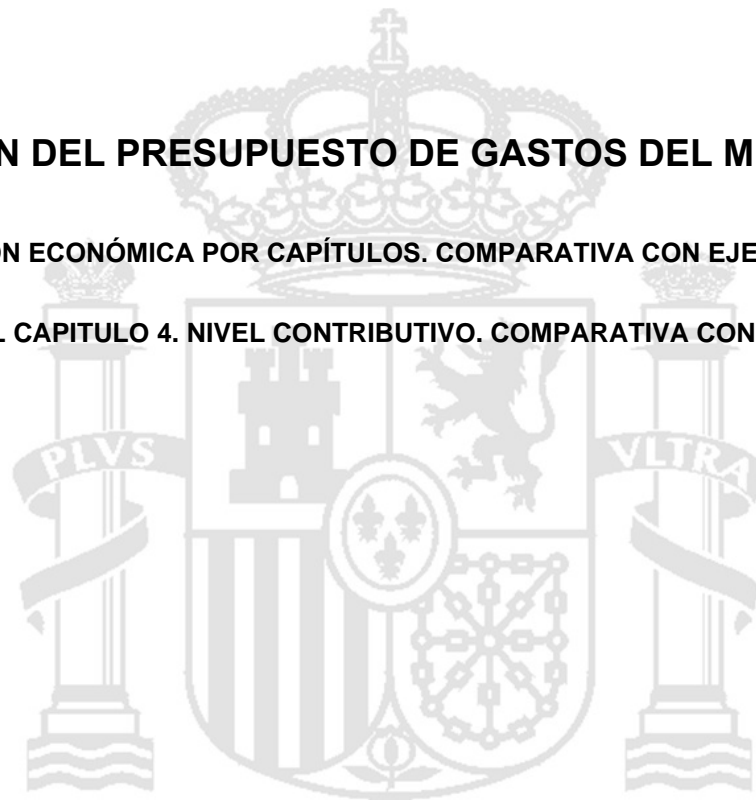 N DEL PRESUPUESTO DE GASTOS DEL M
ÓN ECONÓMICA POR CAPÍTULOS. COMPARATIVA CON EJE
L CAPITULO 4. NIVEL CONTRIBUTIVO. COMPARATIVA CON
PLVS VLTRA